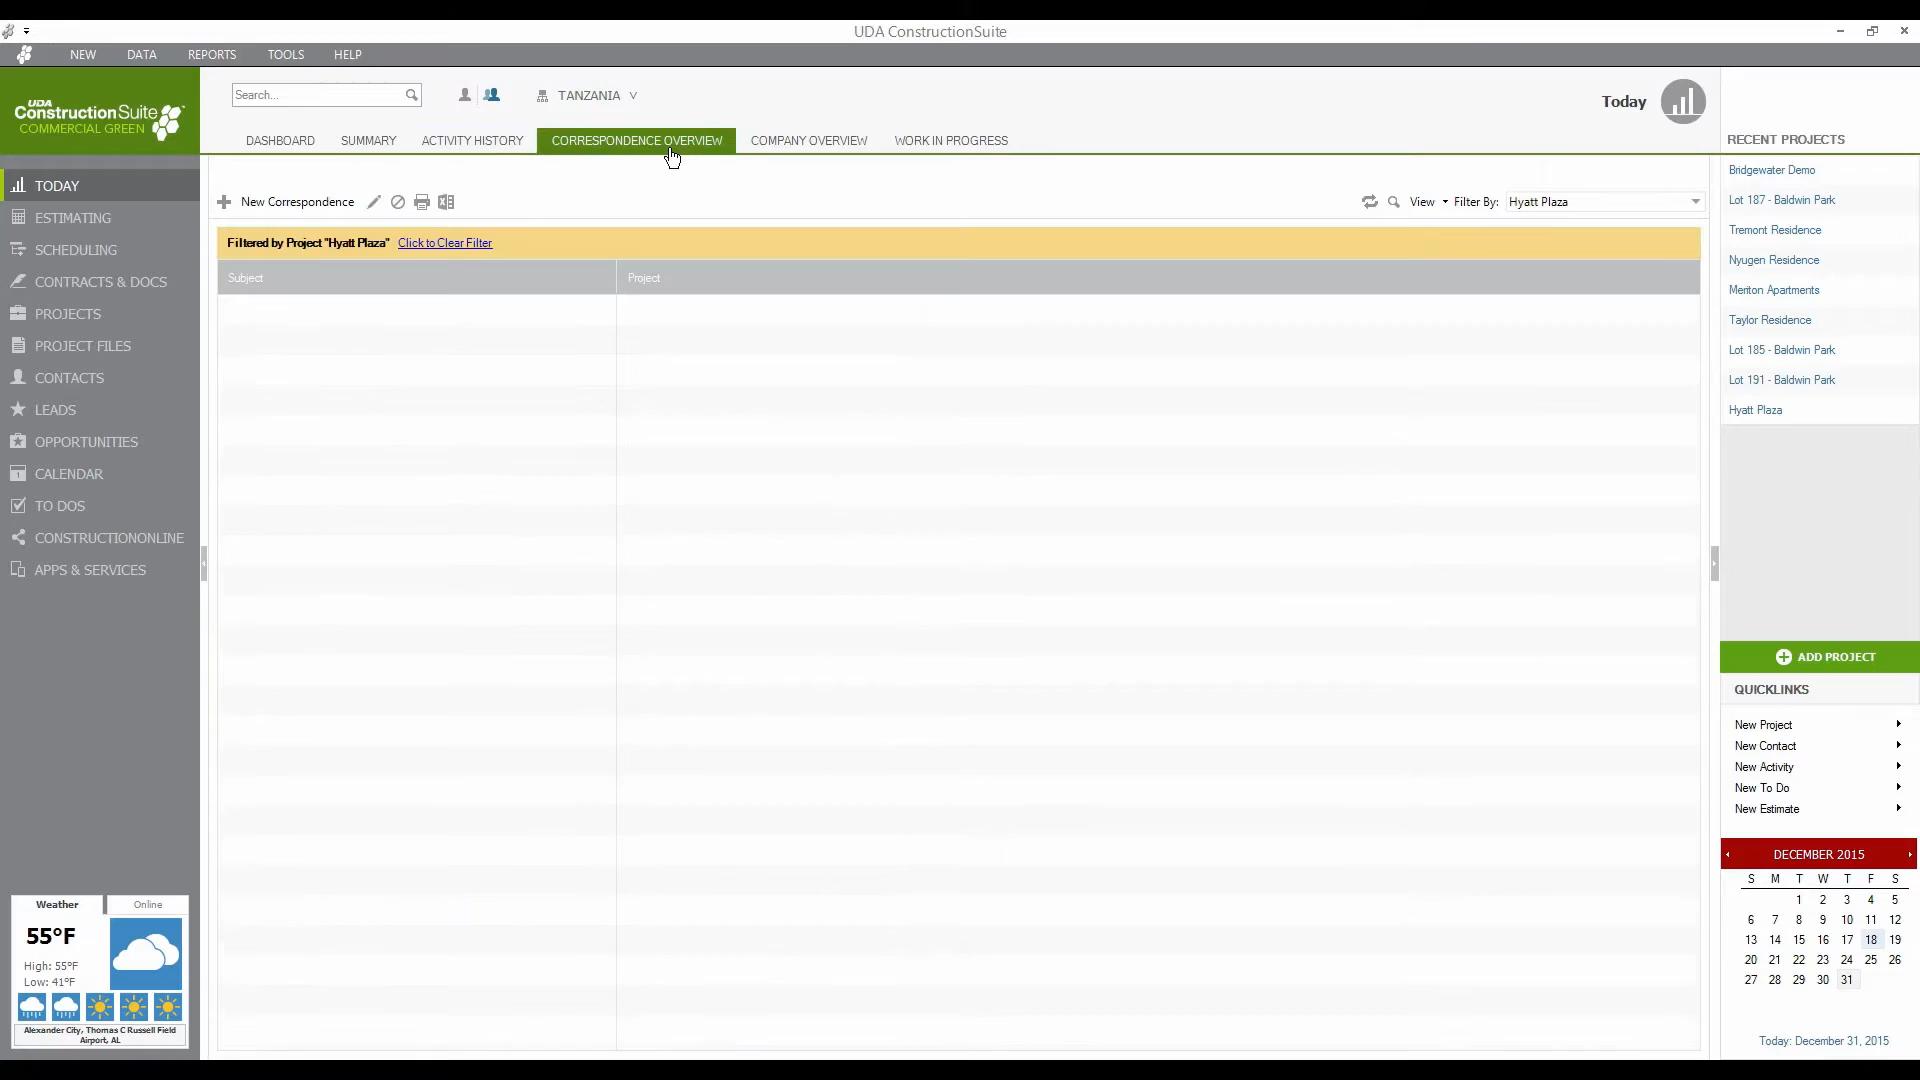 UDA ConstructionSuite
NEW DATA REPORTS TOOLS HELP
UDA
ConstructionSuite
COMMERCIAL GREEN
Search...
TANZANIA
Today
DASHBOARD SUMMARY ACTIVITY HISTORY CORRESPONDENCE OVERVIEW COMPANY OVERVIEW WORK IN PROGRESS
TODAY
ESTIMATING
SCHEDULING
CONTRACTS & DOCS
PROJECTS
PROJECT FILES
CONTACTS
LEADS
OPPORTUNITIES
CALENDAR
TO DOS
CONSTRUCTIONONLINE
APPS & SERVICES
New Correspondence
View Filter By: Hyatt Plaza
Filtered by Project "Hyatt Plaza" Click to Clear Filter
Subject Project
RECENT PROJECTS
Bridgewater Demo
Lot 187 - Baldwin Park
Tremont Residence
Nyugen Residence
Meriton Apartments
Taylor Residence
Lot 185 - Baldwin Park
Lot 191 - Baldwin Park
Hyatt Plaza
ADD PROJECT
QUICKLINKS
New Project
New Contact
New Activity
New To Do
New Estimate
DECEMBER 2015
S M T W T F S
1 2 3 4 5
6 7 8 9 10 11 12
13 14 15 16 17 18 19
20 21 22 23 24 25 26
27 28 29 30 31
Today: December 31, 2015
Weather Online
55°F
High: 55°F
Low: 41°F
Alexander City, Thomas C Russell Field
Airport, AL